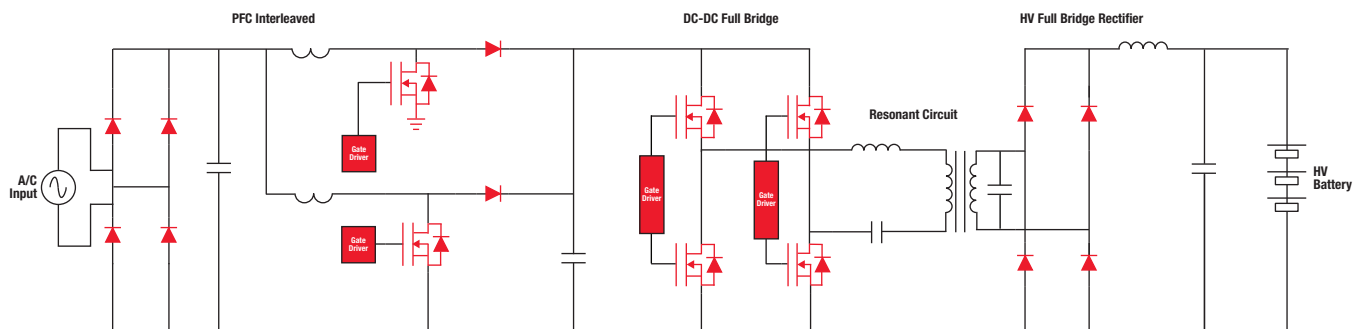 PFC Interleaved
DC-DC Full Bridge
HV Full Bridge Rectifier
Resonant Circuit
Gate
Driver
A/C
Input
Gate
Driver
Gate
Driver
HV
Battery
Gate
Driver